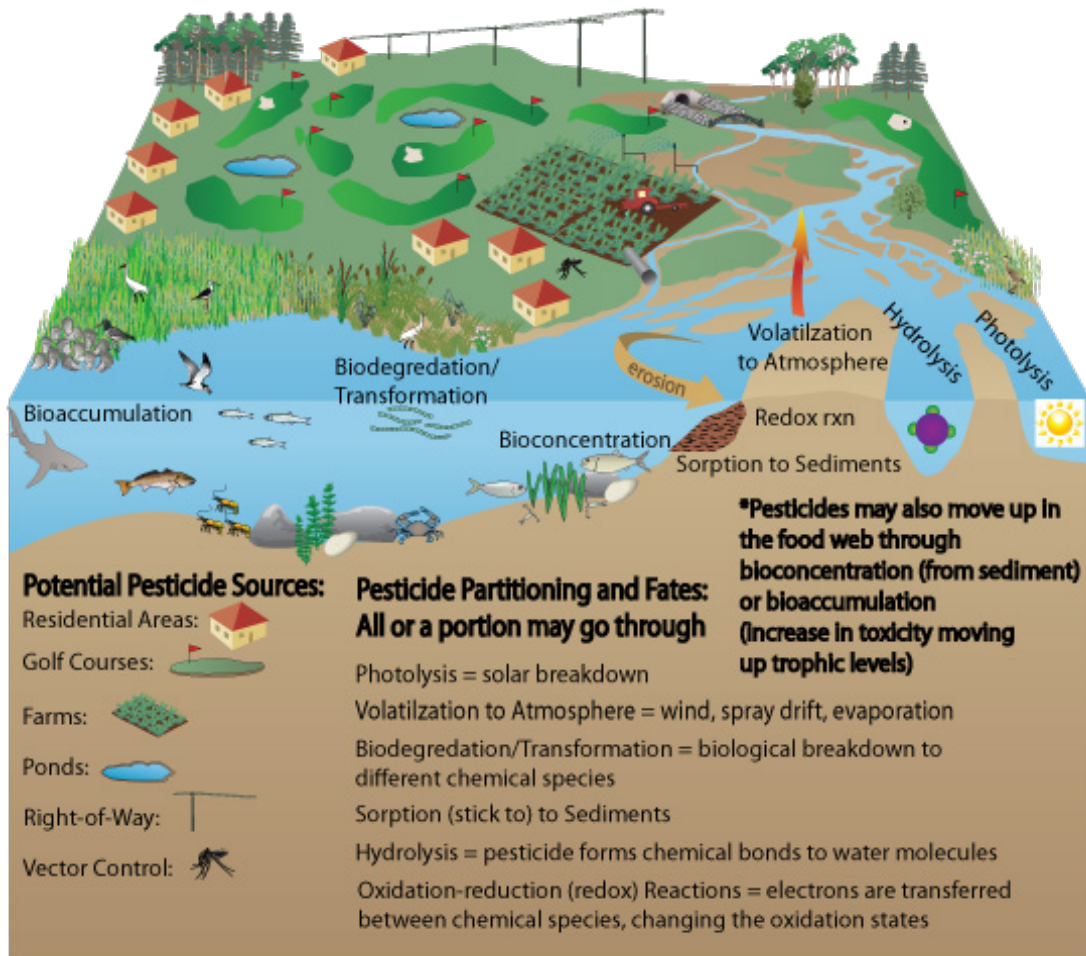 Volatilzation
to Atmosphere
Hydrolysis
Photolysis
erosion
Biodegredation/
Transformation
Bioaccumulation
Bioconcentration
Redox rxn
Sorption to Sediments
*Pesticides may also move up in
the food web through
bioconcentration (from sediment)
or bioaccumulation
(increase in toxicity moving
up trophic levels)
Potential Pesticide Sources:
Residential Areas:
Golf Courses:
Farms:
Ponds:
Right-of-Way:
Vector Control:
Pesticide Partitioning and Fates:
All or a portion may go through
Photolysis = solar breakdown
Volatilzation to Atmosphere = wind, spray drift, evaporation
Biodegredation/Transformation = biological breakdown to
different chemical species
Sorption (stick to) to Sediments
Hydrolysis = pesticide forms chemical bonds to water molecules
Oxidation-reduction (redox) Reactions = electrons are transferred
between chemical species, changing the oxidation states